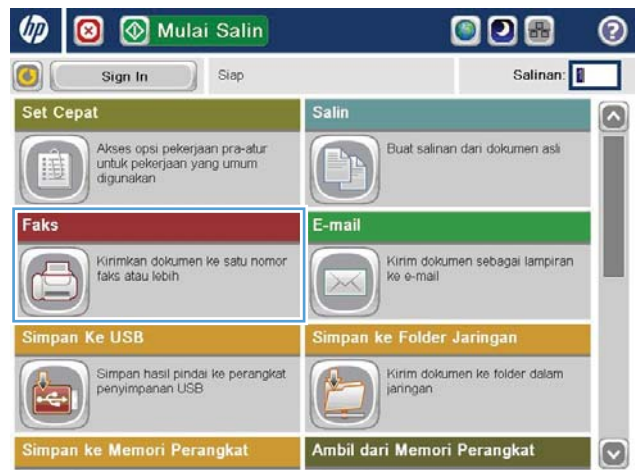 hp Mulai Salin ?
Sign In Siap Salinan: 1
Set Cepat
Akses opsi pekerjaan pra-atur
untuk pekerjaan yang umum
digunakan
Salin
Buat salinan dari dokumen asli
Faks
Kirimkan dokumen ke satu nomor
faks atau lebih
E-mail
Kirim dokumen sebagai lampiran
ke e-mail
Simpan Ke USB
Simpan hasil pindai ke perangkat
penyimpanan USB
Simpan ke Folder Jaringan
Kirim dokumen ke folder dalam
jaringan
Simpan ke Memori Perangkat
Ambil dari Memori Perangkat